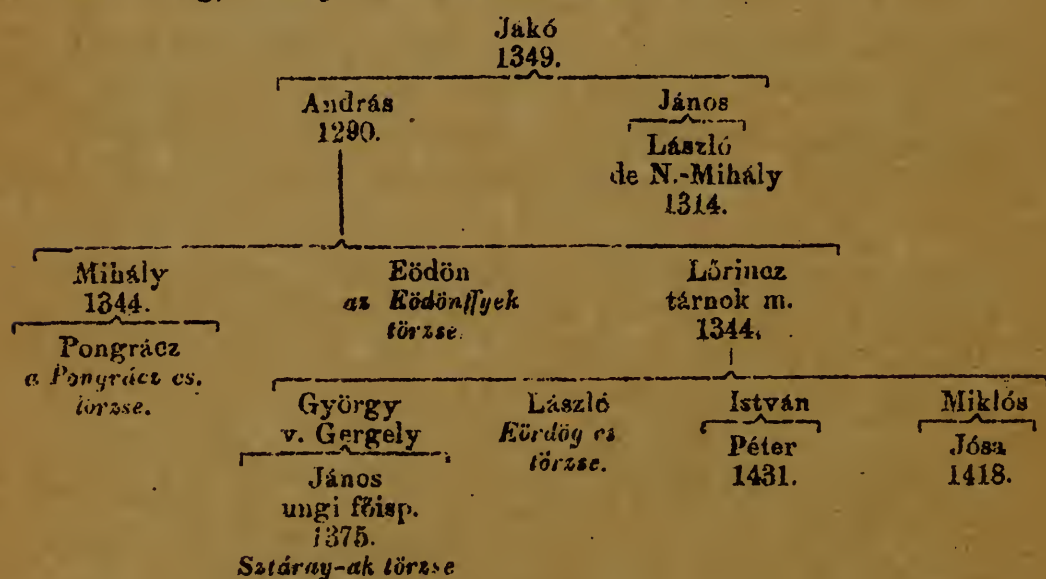 Jakó
1349.
András
1290.
János
László
de N.-Mihály
1314.
Mihály
1344.
Eödön
az Eödönffyek
törzse.
Lőrincz
tárnok m.
1344.
Pongrácz
a Pongrácz cs.
törzse.
György
v. Gergely
László
Eördög cs
törzse.
István
Miklós
János
ungi főisp.
1375.
Sztáray-ak törzse
Péter
1431.
Jósa
1418.